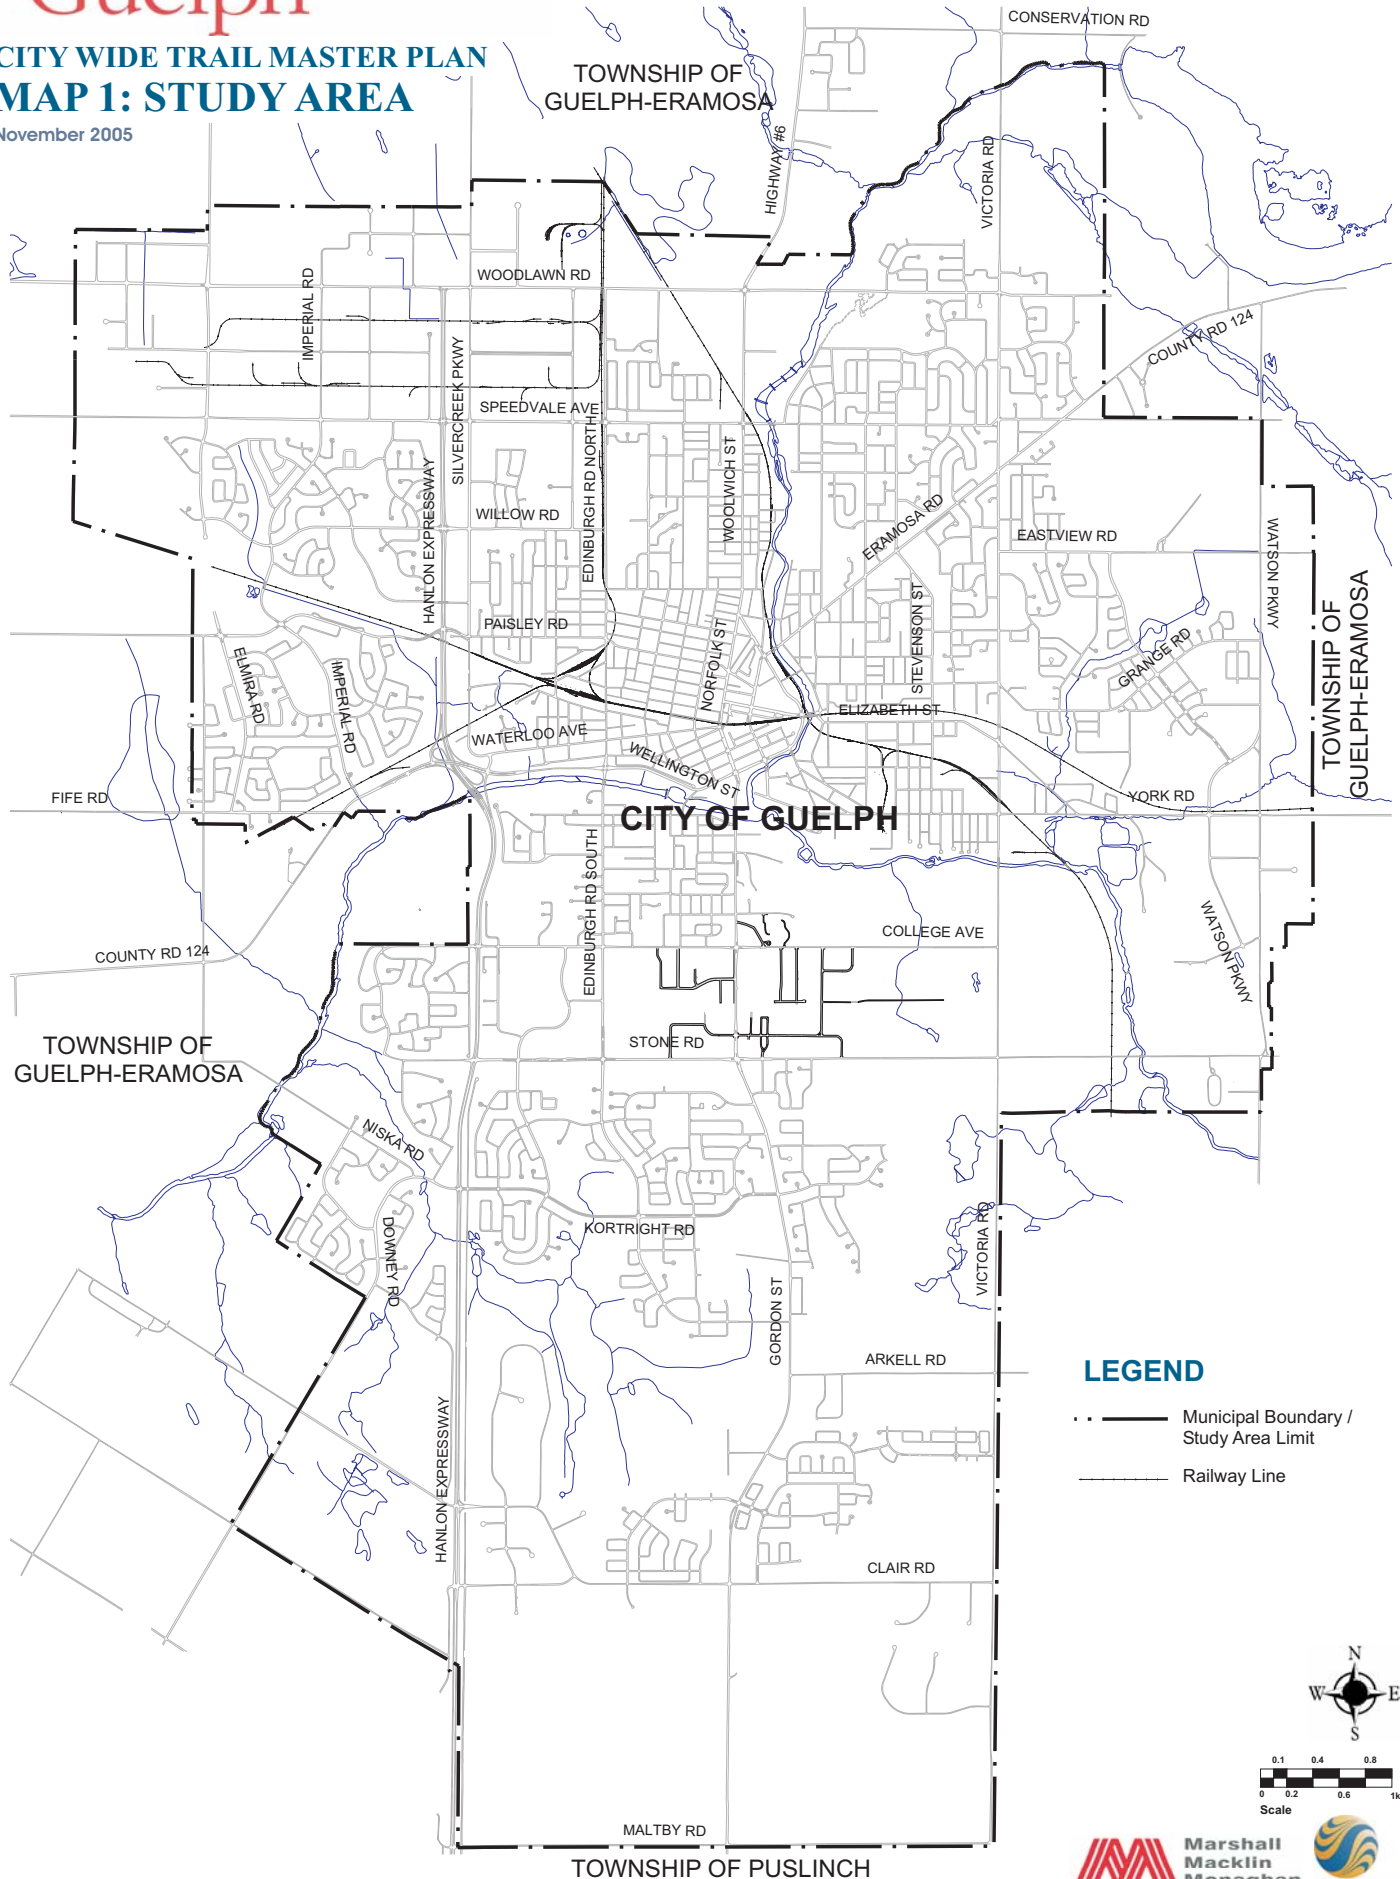 Guelph
CITY WIDE TRAIL MASTER PLAN
MAP 1: STUDY AREA
November 2005
CONSERVATION RD
TOWNSHIP OF
GUELPH-ERAMOSA
HIGHWAY #6
VICTORIA RD
WOODLAWN RD
IMPERIAL RD
COUNTY RD 124
SILVERCREEK PKWY
SPEEDVALE AVE
EDINBURGH RD NORTH
WOOLWICH ST
HANLON EXPRESSWAY
WILLOW RD
ERAMOSA RD
EASTVIEW RD
WATSON PKWY
TOWNSHIP OF
GUELPH-ERAMOSA
STEVENSON ST
PAISLEY RD
NORFOLK ST
GRANGE RD
ELMIRA RD
IMPERIAL RD
ELIZABETH ST
WATERLOO AVE
WELLINGTON ST
FIFE RD
YORK RD
CITY OF GUELPH
EDINBURGH RD SOUTH
COLLEGE AVE
WATSON PKWY
COUNTY RD 124
TOWNSHIP OF
GUELPH-ERAMOSA
STONE RD
NISKA RD
DOWNEY RD
KORTRIGHT RD
VICTORIA RD
GORDON ST
ARKELL RD
LEGEND
Municipal Boundary /
Study Area Limit
Railway Line
HANLON EXPRESSWAY
CLAIR RD
N
W E
S
0.1 0.4 0.8
0 0.2 0.6 1k
Scale
MALTBY RD
TOWNSHIP OF PUSLINCH
Marshall
Macklin
Monaghan